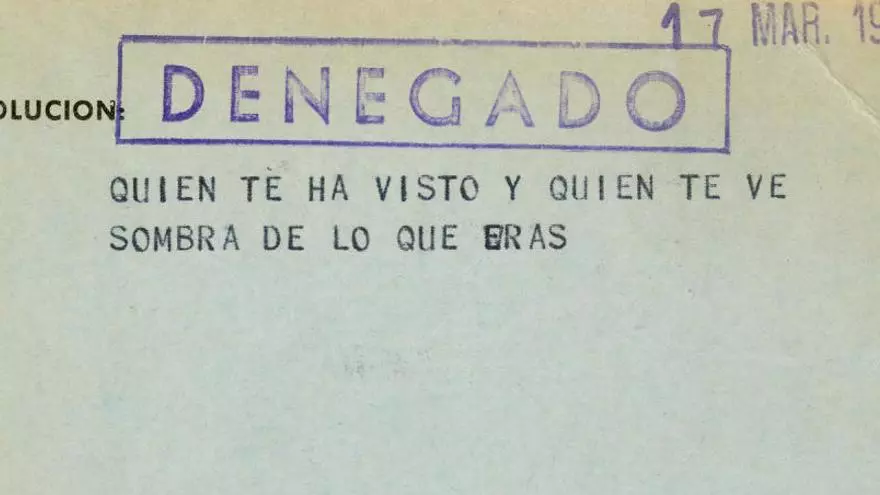 17 MAR. 19
OLUCION: DENEGADO
QUIEN TE HA VISTO Y QUIEN TE VE
SOMBRA DE LO QUE ERAS